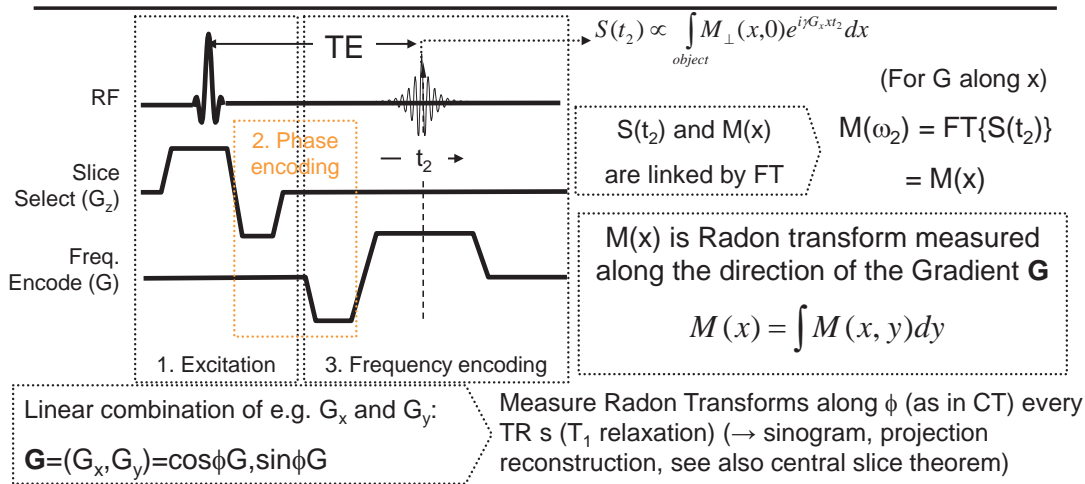 TE
S(t₂) ∝ ∫ M⊥(x,0)e^{iγGₓxt₂}dx
object
(For G along x)
RF
2. Phase
encoding
t₂
S(t₂) and M(x)
are linked by FT
M(ω₂) = FT{S(t₂)}
= M(x)
Slice
Select (G_z)
Freq.
Encode (G)
M(x) is Radon transform measured
along the direction of the Gradient G
M(x) = ∫ M(x, y)dy
1. Excitation
3. Frequency encoding
Linear combination of e.g. Gₓ and G_y:
G=(Gₓ,G_y)=cosϕG,sinϕG
Measure Radon Transforms along ϕ (as in CT) every
TR s (T₁ relaxation) (→ sinogram, projection
reconstruction, see also central slice theorem)